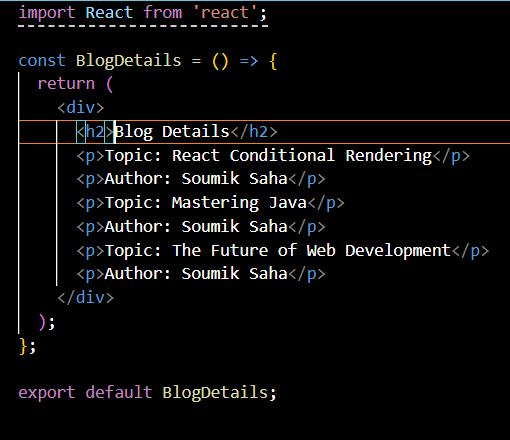 import React from 'react';
const BlogDetails = () => {
return (
<div>
<h2>Blog Details</h2>
<p>Topic: React Conditional Rendering</p>
<p>Author: Soumik Saha</p>
<p>Topic: Mastering Java</p>
<p>Author: Soumik Saha</p>
<p>Topic: The Future of Web Development</p>
<p>Author: Soumik Saha</p>
</div>
);
};
export default BlogDetails;